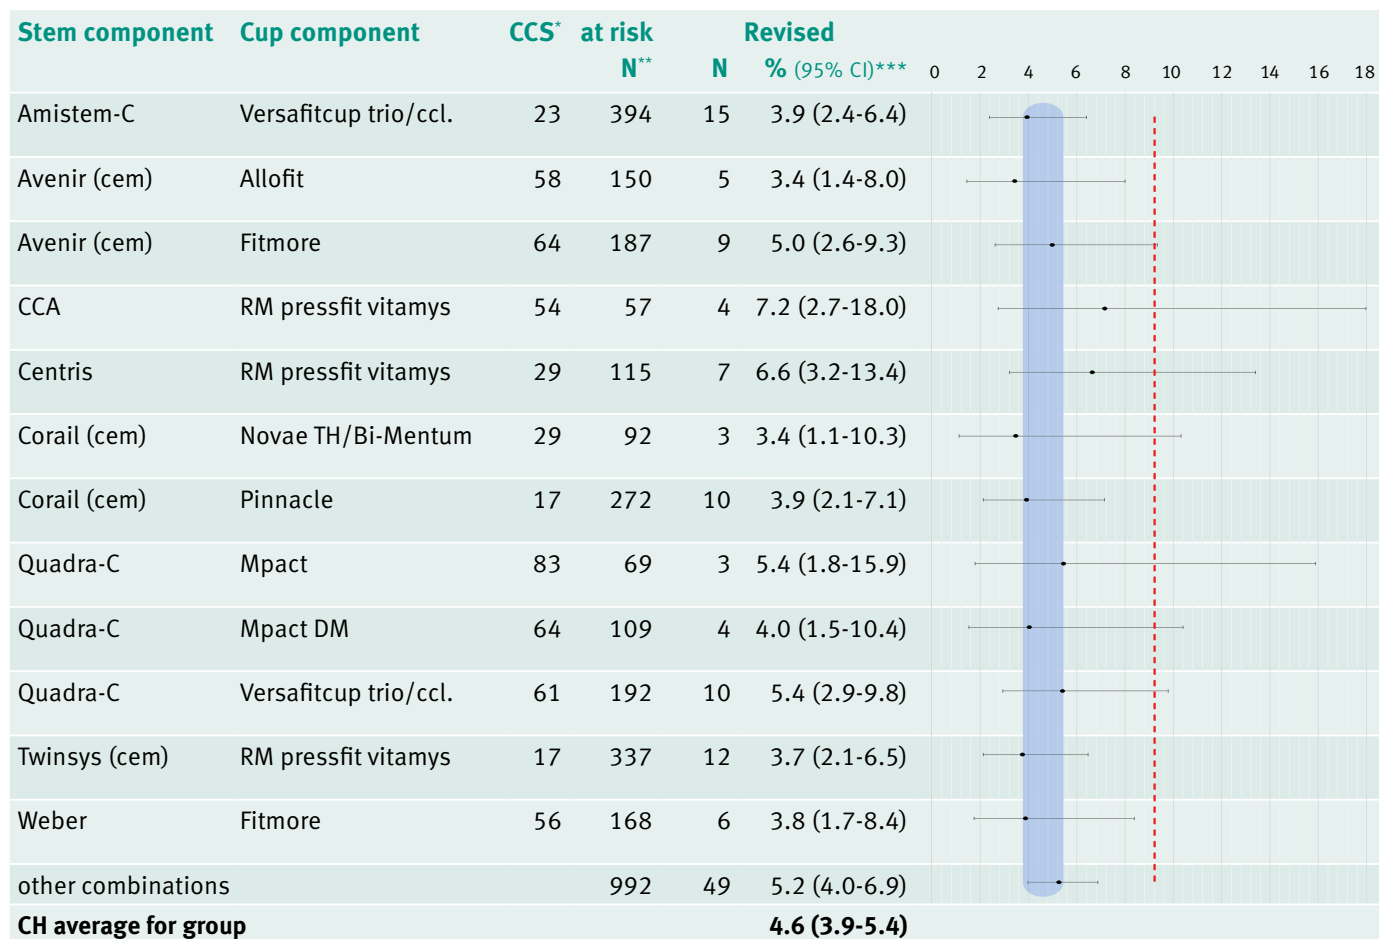 Stem component Cup component CCS* at risk Revised
N** N % (95% CI)*** 0 2 4 6 8 10 12 14 16 18
Amistem-C Versafitcup trio/ccl. 23 394 15 3.9 (2.4-6.4)
Avenir (cem) Allofit 58 150 5 3.4 (1.4-8.0)
Avenir (cem) Fitmore 64 187 9 5.0 (2.6-9.3)
CCA RM pressfit vitamys 54 57 4 7.2 (2.7-18.0)
Centris RM pressfit vitamys 29 115 7 6.6 (3.2-13.4)
Corail (cem) Novae TH/Bi-Mentum 29 92 3 3.4 (1.1-10.3)
Corail (cem) Pinnacle 17 272 10 3.9 (2.1-7.1)
Quadra-C Mpact 83 69 3 5.4 (1.8-15.9)
Quadra-C Mpact DM 64 109 4 4.0 (1.5-10.4)
Quadra-C Versafitcup trio/ccl. 61 192 10 5.4 (2.9-9.8)
Twinsys (cem) RM pressfit vitamys 17 337 12 3.7 (2.1-6.5)
Weber Fitmore 56 168 6 3.8 (1.7-8.4)
other combinations 992 49 5.2 (4.0-6.9)
CH average for group 4.6 (3.9-5.4)